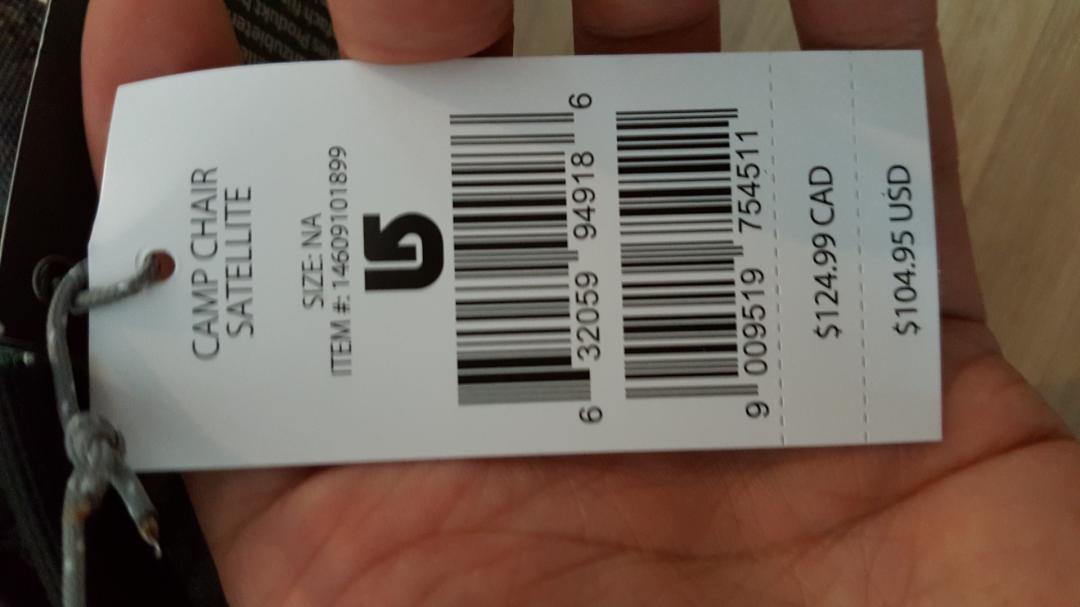 CAMP CHAIR
SATELLITE
SIZE: NA
ITEM #: 14609101899
6 32059 94918 6
9 009519 754511
$124.99 CAD
$104.95 USD